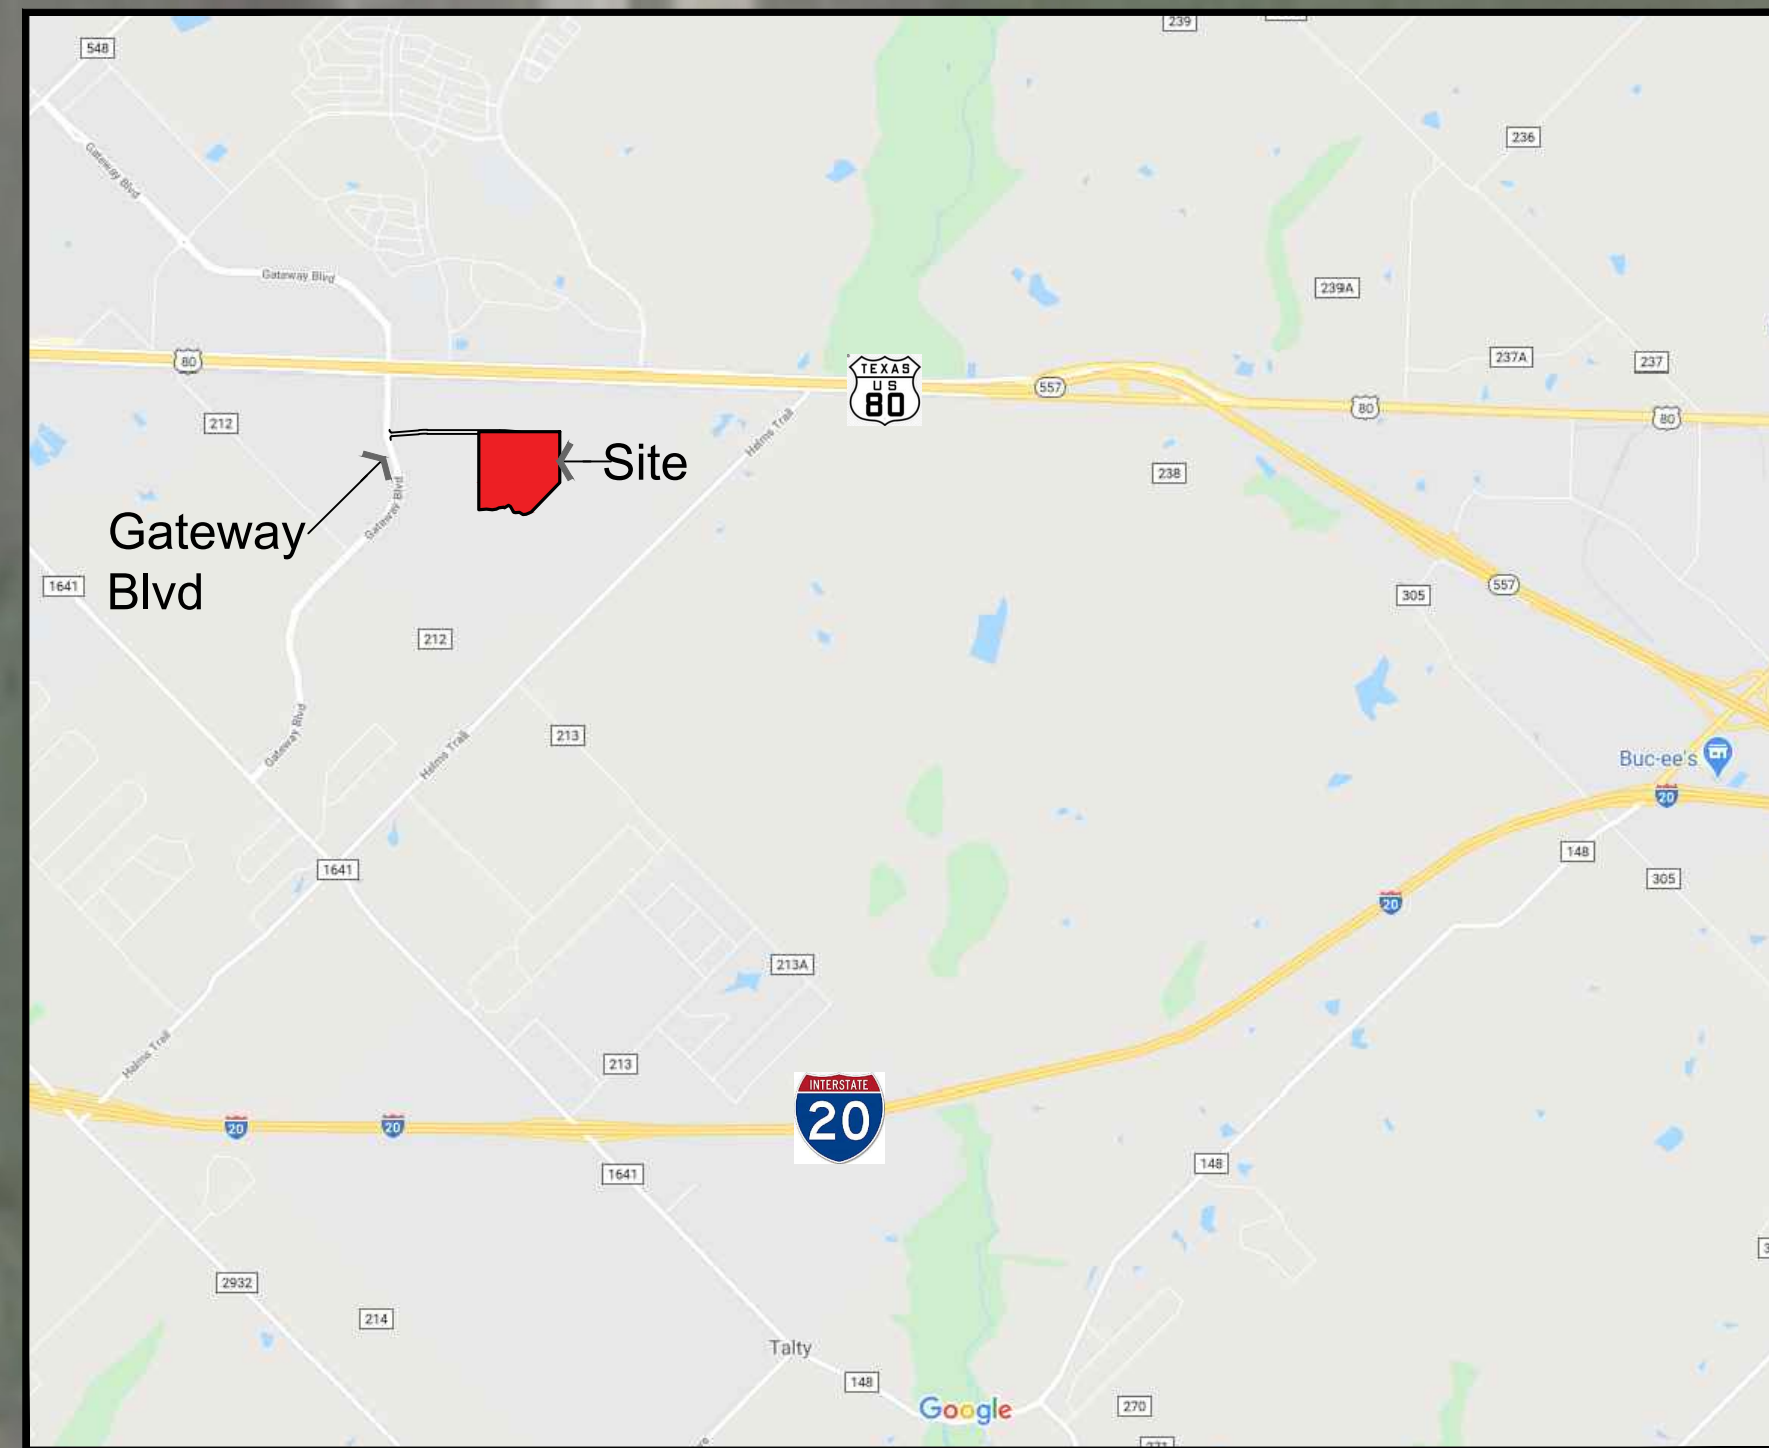 239
548
236
Gateway Blvd
Gateway Blvd
239A
80
TEXAS
US
80
557
237A
237
80
80
212
Helms Trail
Site
238
Gateway Blvd
Gateway
Blvd
1641
305
557
212
Gateway Blvd
213
Helms Trail
Buc-ee's
20
148
1641
305
20
213A
Helms Trail
213
INTERSTATE
20
20
20
1641
148
2932
214
Talty
148
Google
270
271